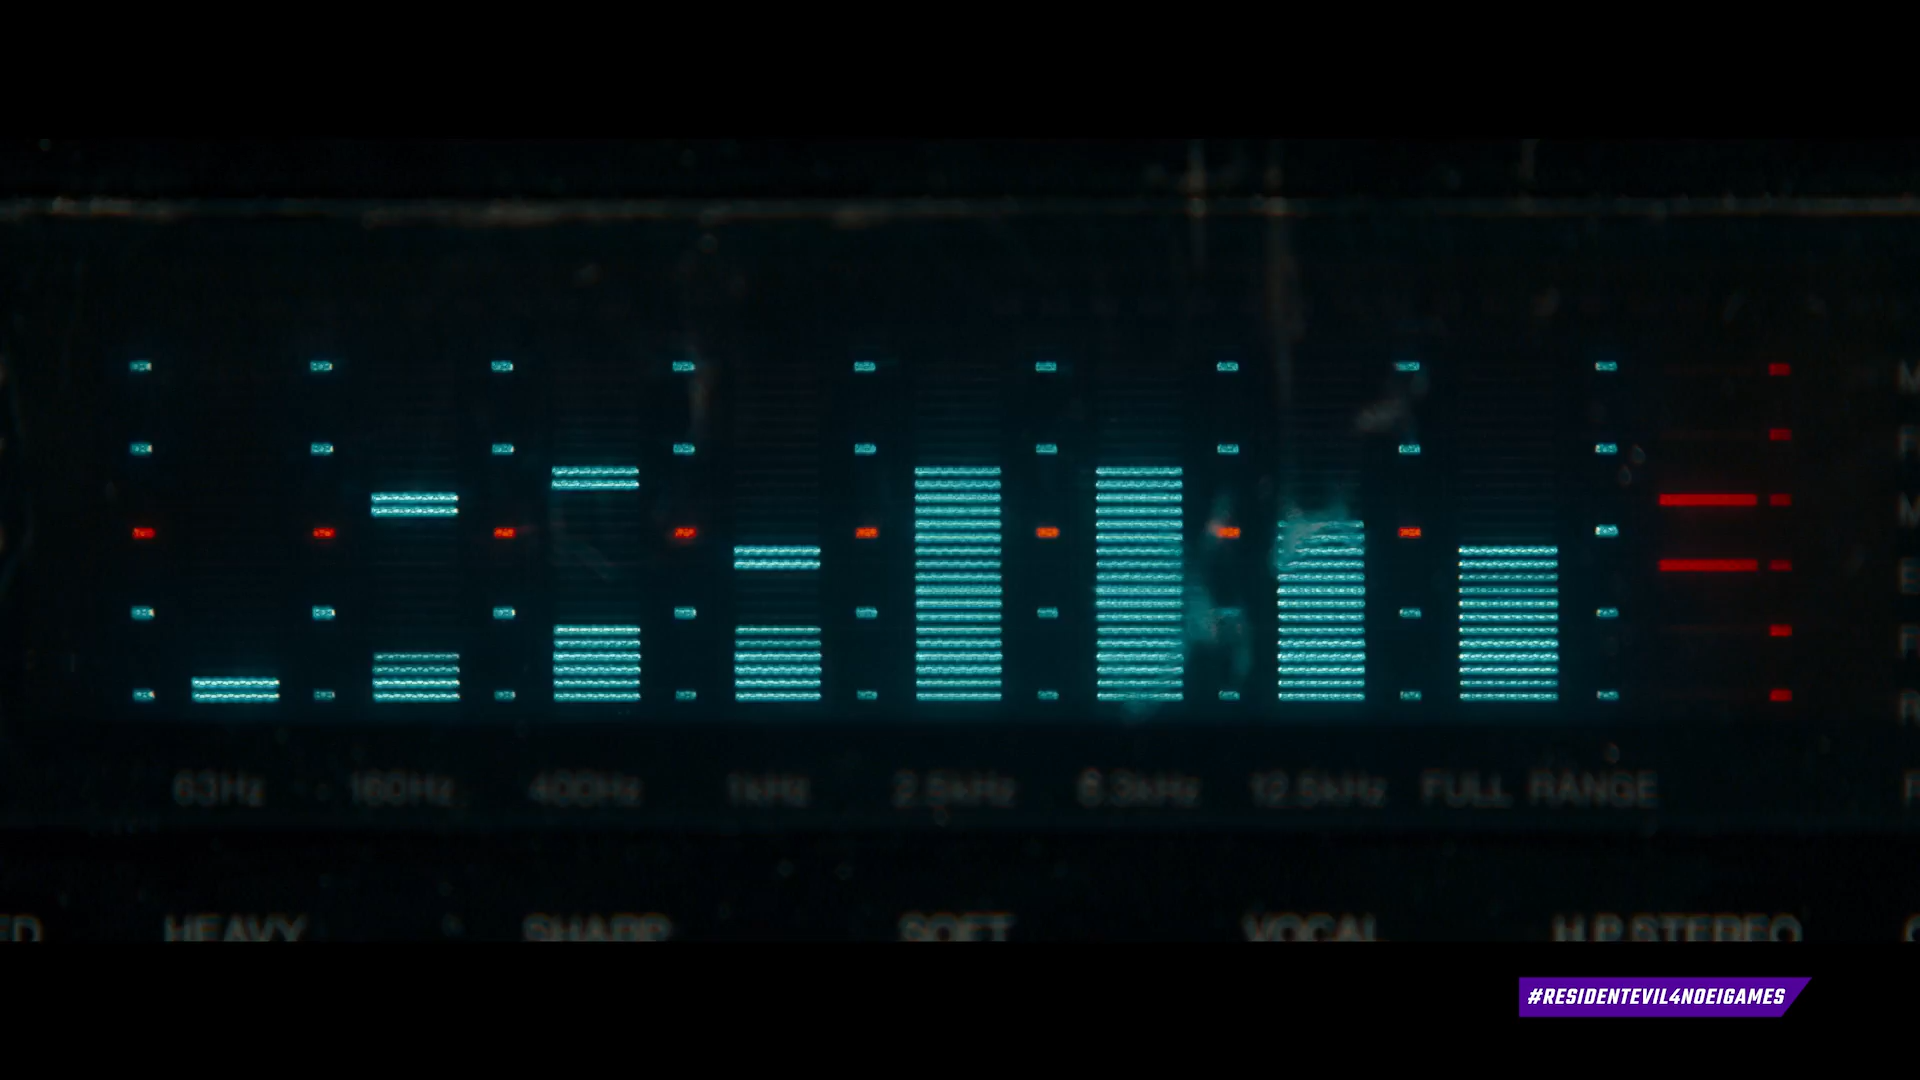 63Hz 160Hz 400Hz 1kHz 2.5kHz 6.3kHz 12.5kHz FULL RANGE
HEAVY SHARP SOFT VOCAL H.P.STEREO
#RESIDENTEVIL4NOEIGAMES